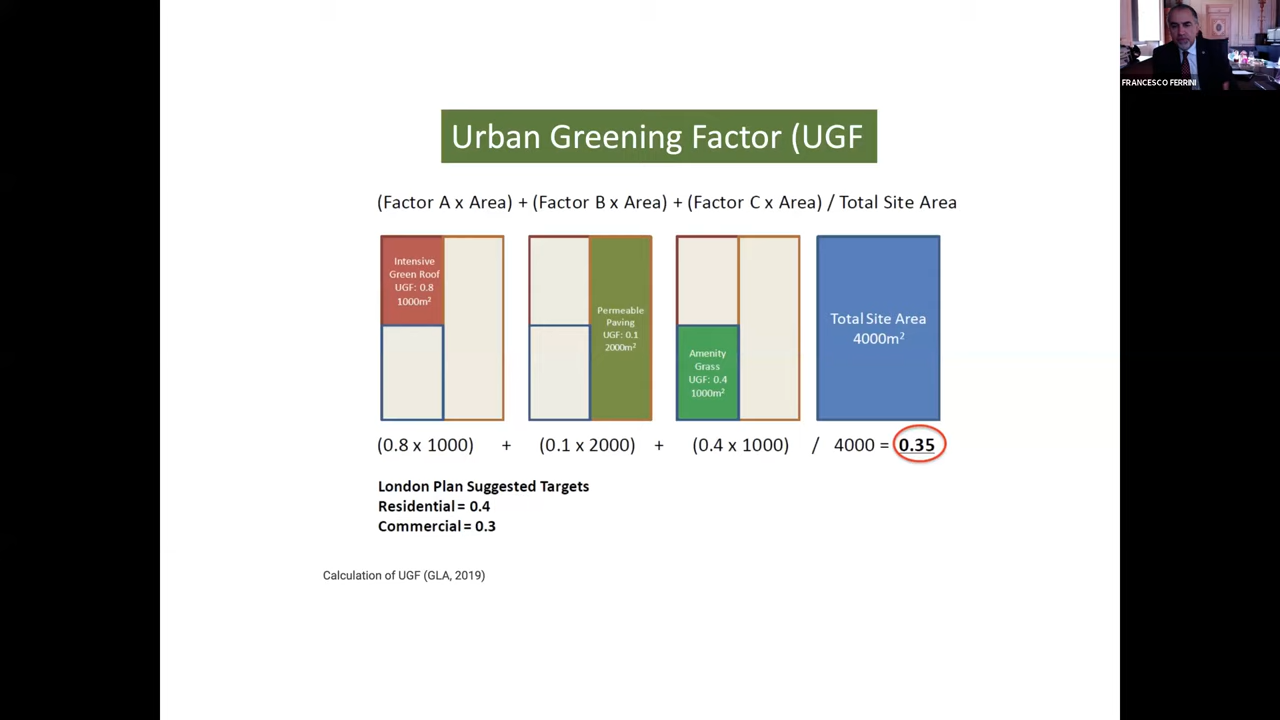 FRANCESCO FERRINI
Urban Greening Factor (UGF
(Factor A x Area) + (Factor B x Area) + (Factor C x Area) / Total Site Area
Intensive
Green Roof
UGF: 0.8
1000m²
Permeable
Paving
UGF: 0.1
2000m²
Amenity
Grass
UGF: 0.4
1000m²
Total Site Area
4000m²
(0.8 x 1000) + (0.1 x 2000) + (0.4 x 1000) / 4000 = 0.35
London Plan Suggested Targets
Residential = 0.4
Commercial = 0.3
Calculation of UGF (GLA, 2019)